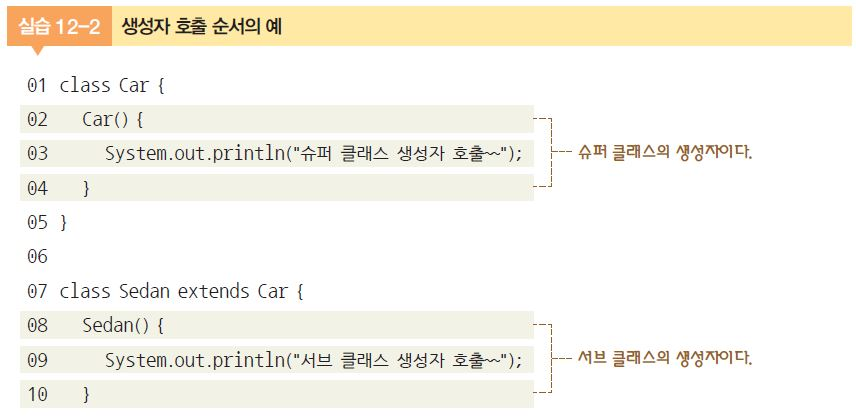 실습 12-2 생성자 호출 순서의 예
01 class Car {
02 Car() {
03 System.out.println("슈퍼 클래스 생성자 호출~~");
슈퍼 클래스의 생성자이다.
04 }
05 }
06
07 class Sedan extends Car {
08 Sedan() {
09 System.out.println("서브 클래스 생성자 호출~~");
서브 클래스의 생성자이다.
10 }